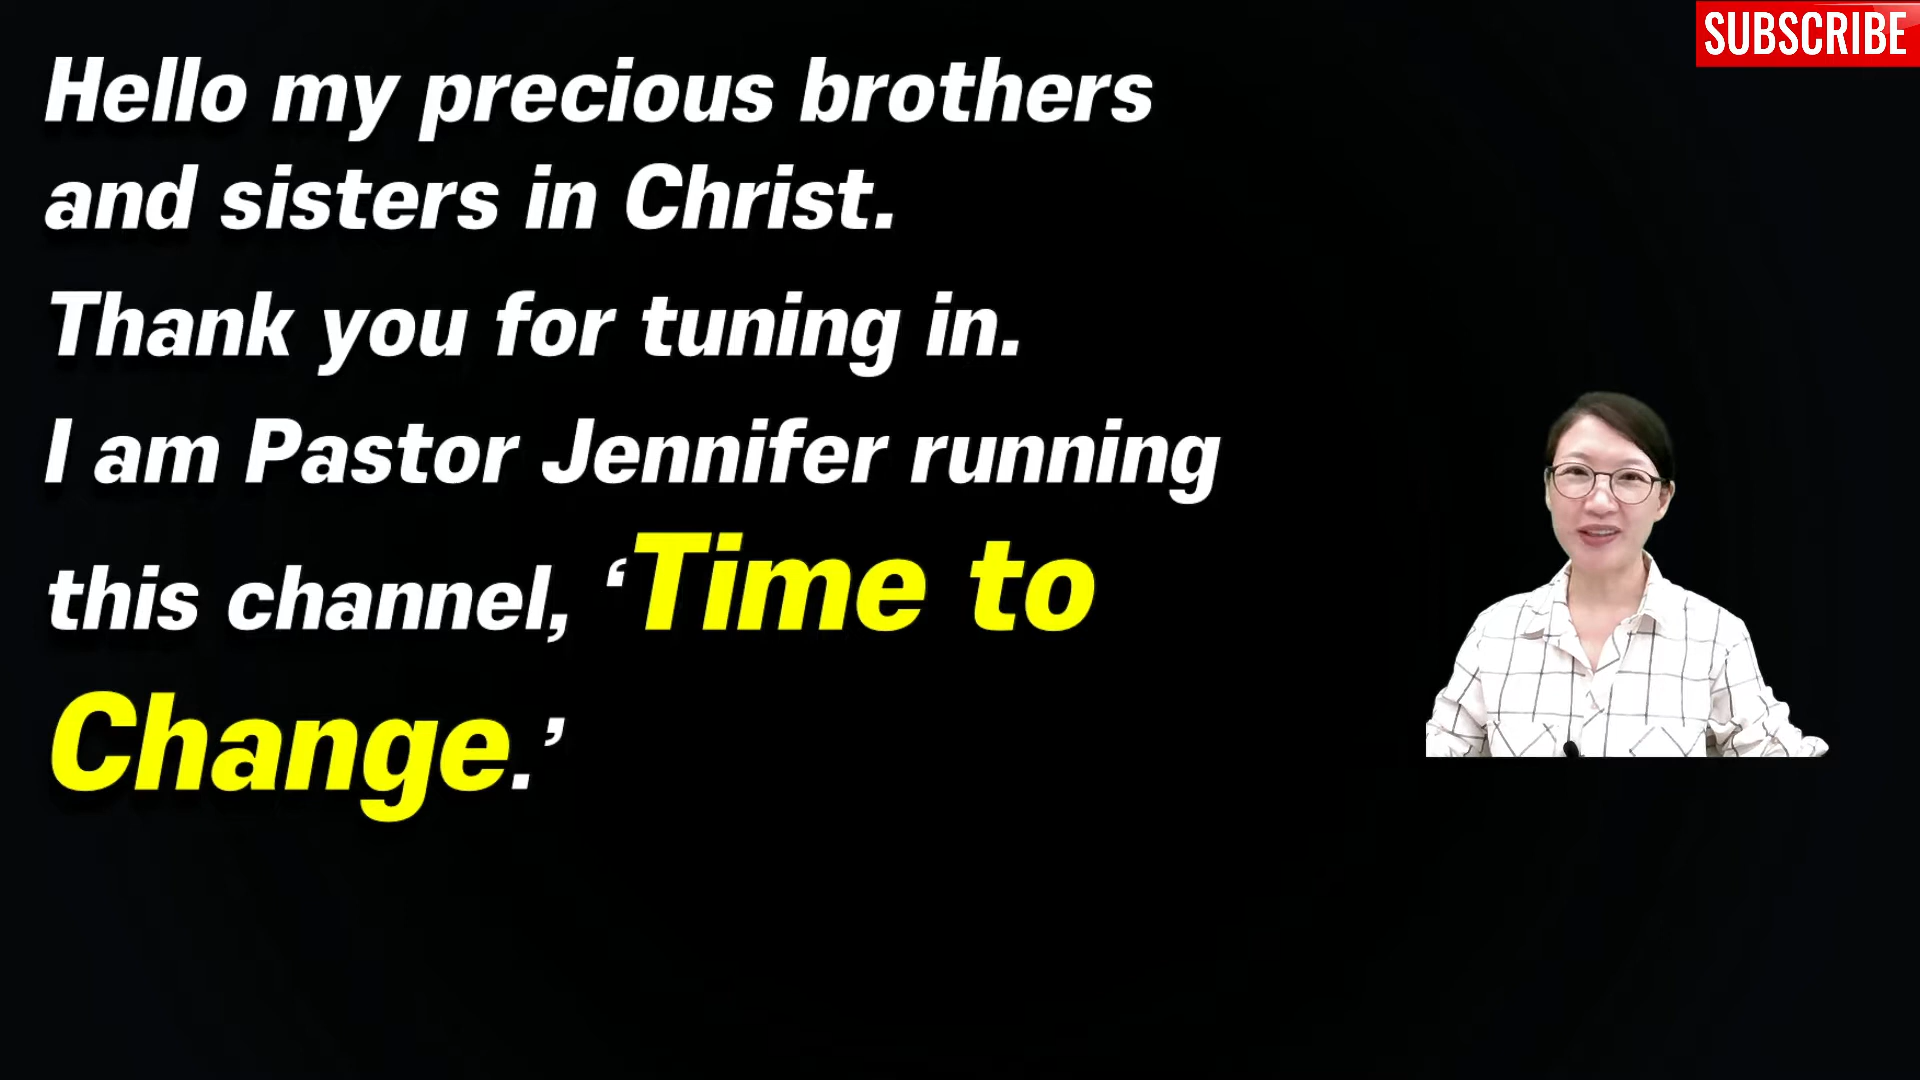 SUBSCRIBE
Hello my precious brothers
and sisters in Christ.
Thank you for tuning in.
I am Pastor Jennifer running
this channel, ‘Time to
Change.’